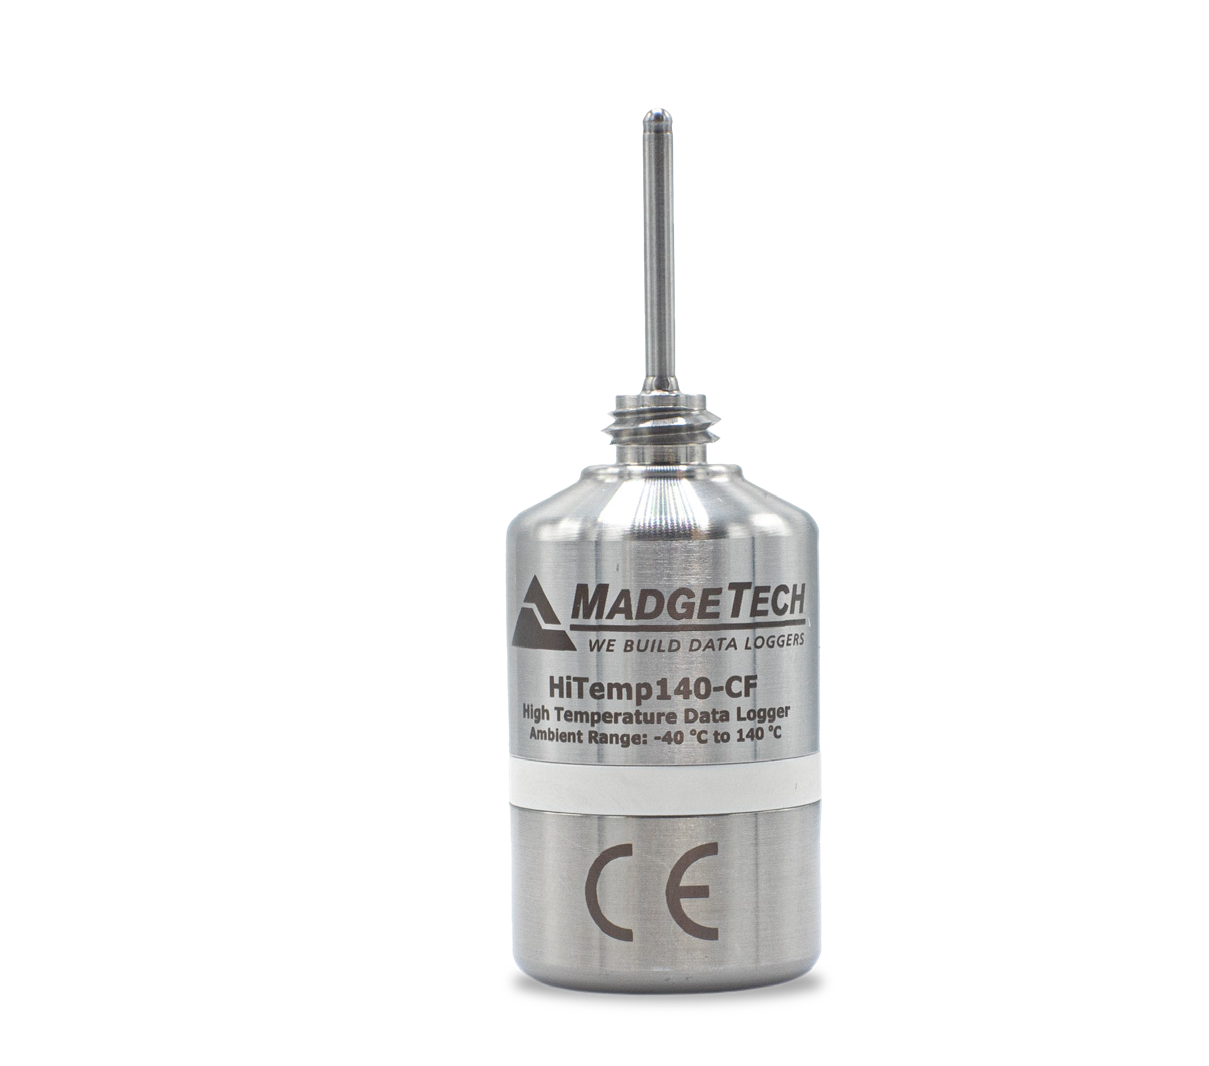 MADGETECH
WE BUILD DATA LOGGERS
HiTemp140-CF
High Temperature Data Logger
Ambient Range: -40 °C to 140 °C
CE